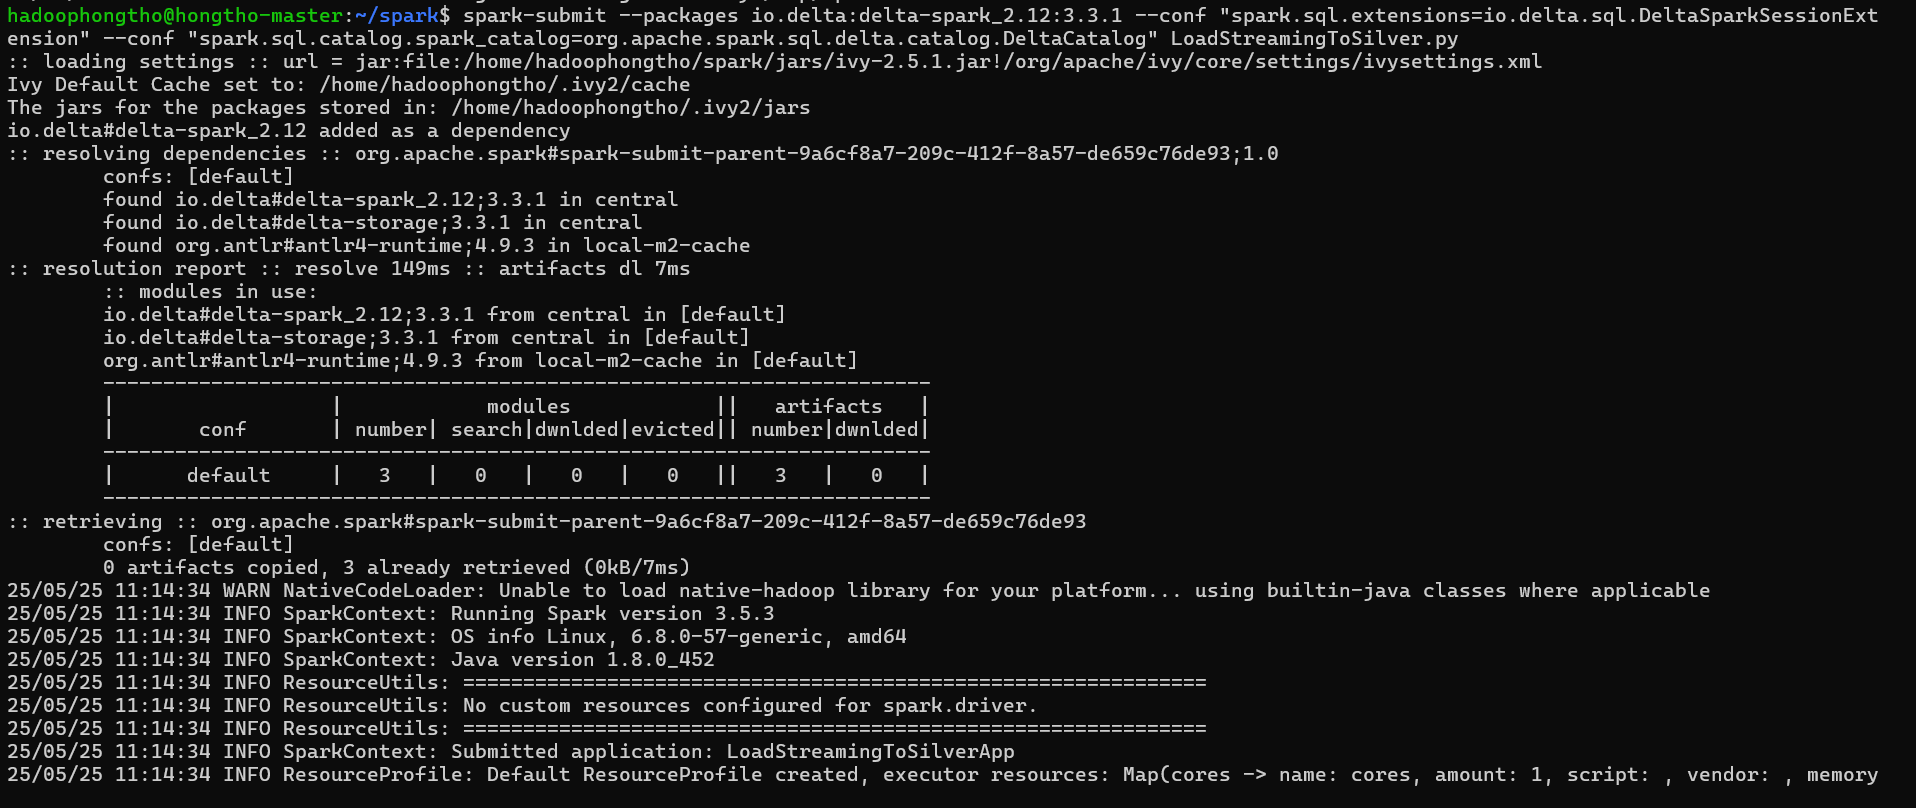 hadoophongtho@hongtho-master:~/spark$ spark-submit --packages io.delta:delta-spark_2.12:3.3.1 --conf "spark.sql.extensions=io.delta.sql.DeltaSparkSessionExt
ension" --conf "spark.sql.catalog.spark_catalog=org.apache.spark.sql.delta.catalog.DeltaCatalog" LoadStreamingToSilver.py
:: loading settings :: url = jar:file:/home/hadoophongtho/spark/jars/ivy-2.5.1.jar!/org/apache/ivy/core/settings/ivysettings.xml
Ivy Default Cache set to: /home/hadoophongtho/.ivy2/cache
The jars for the packages stored in: /home/hadoophongtho/.ivy2/jars
io.delta#delta-spark_2.12 added as a dependency
:: resolving dependencies :: org.apache.spark#spark-submit-parent-9a6cf8a7-209c-412f-8a57-de659c76de93;1.0
        confs: [default]
        found io.delta#delta-spark_2.12;3.3.1 in central
        found io.delta#delta-storage;3.3.1 in central
        found org.antlr#antlr4-runtime;4.9.3 in local-m2-cache
:: resolution report :: resolve 149ms :: artifacts dl 7ms
        :: modules in use:
        io.delta#delta-spark_2.12;3.3.1 from central in [default]
        io.delta#delta-storage;3.3.1 from central in [default]
        org.antlr#antlr4-runtime;4.9.3 from local-m2-cache in [default]
        ---------------------------------------------------------------------
        |                  |            modules            ||   artifacts   |
        |       conf       | number| search|dwnlded|evicted|| number|dwnlded|
        ---------------------------------------------------------------------
        |      default     |   3   |   0   |   0   |   0   ||   3   |   0   |
        ---------------------------------------------------------------------
:: retrieving :: org.apache.spark#spark-submit-parent-9a6cf8a7-209c-412f-8a57-de659c76de93
        confs: [default]
        0 artifacts copied, 3 already retrieved (0kB/7ms)
25/05/25 11:14:34 WARN NativeCodeLoader: Unable to load native-hadoop library for your platform... using builtin-java classes where applicable
25/05/25 11:14:34 INFO SparkContext: Running Spark version 3.5.3
25/05/25 11:14:34 INFO SparkContext: OS info Linux, 6.8.0-57-generic, amd64
25/05/25 11:14:34 INFO SparkContext: Java version 1.8.0_452
25/05/25 11:14:34 INFO ResourceUtils: ==============================================================
25/05/25 11:14:34 INFO ResourceUtils: No custom resources configured for spark.driver.
25/05/25 11:14:34 INFO ResourceUtils: ==============================================================
25/05/25 11:14:34 INFO SparkContext: Submitted application: LoadStreamingToSilverApp
25/05/25 11:14:34 INFO ResourceProfile: Default ResourceProfile created, executor resources: Map(cores -> name: cores, amount: 1, script: , vendor: , memory